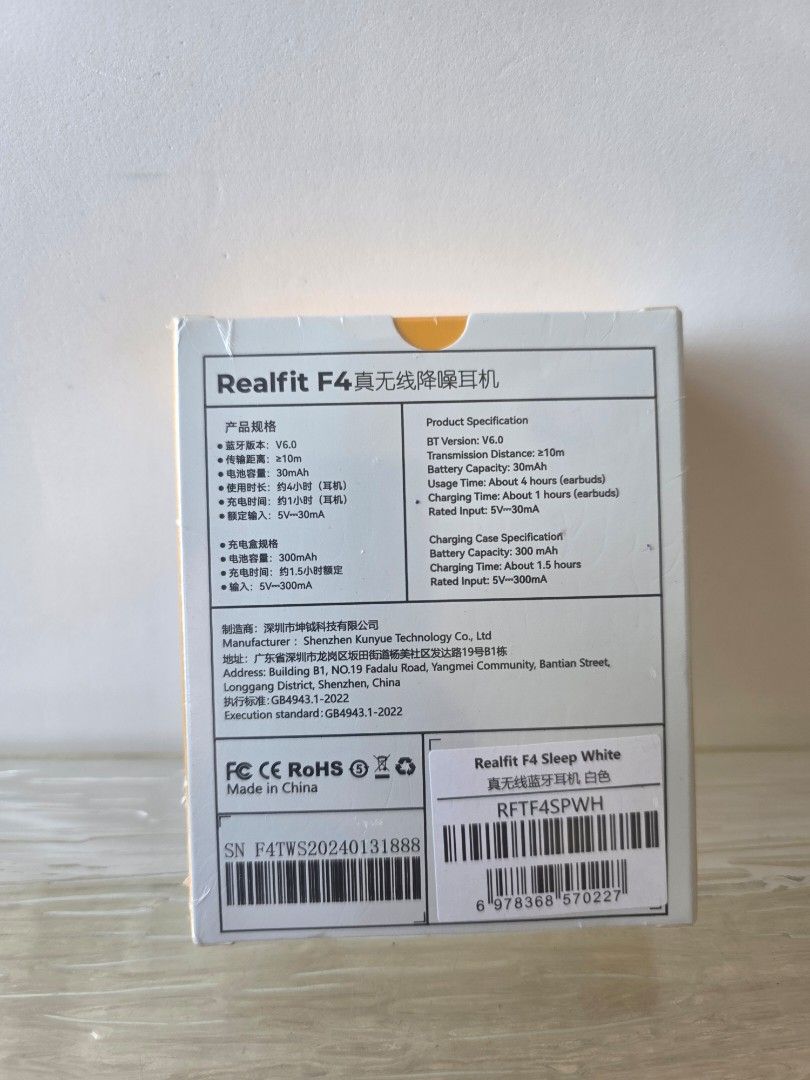 Realfit F4真无线降噪耳机
产品规格
● 蓝牙版本：V6.0
● 传输距离：≥10m
● 电池容量：30mAh
● 使用时长：约4小时（耳机）
● 充电时间：约1小时（耳机）
● 额定输入：5V⎓30mA
● 充电盒规格
● 电池容量：300mAh
● 充电时间：约1.5小时额定
● 输入：5V⎓300mA
Product Specification
BT Version: V6.0
Transmission Distance: ≥10m
Battery Capacity: 30mAh
Usage Time: About 4 hours (earbuds)
Charging Time: About 1 hours (earbuds)
Rated Input: 5V⎓30mA
Charging Case Specification
Battery Capacity: 300 mAh
Charging Time: About 1.5 hours
Rated Input: 5V⎓300mA
制造商：深圳市坤钺科技有限公司
Manufacturer：Shenzhen Kunyue Technology Co., Ltd
地址：广东省深圳市龙岗区坂田街道杨美社区发达路19号B1栋
Address: Building B1, NO.19 Fadalu Road, Yangmei Community, Bantian Street,
Longgang District, Shenzhen, China
执行标准：GB4943.1-2022
Execution standard：GB4943.1-2022
FC CE RoHS 5
Made in China
SN F4TWS20240131888
Realfit F4 Sleep White
真无线蓝牙耳机 白色
RFTF4SPWH
6 978368 570227